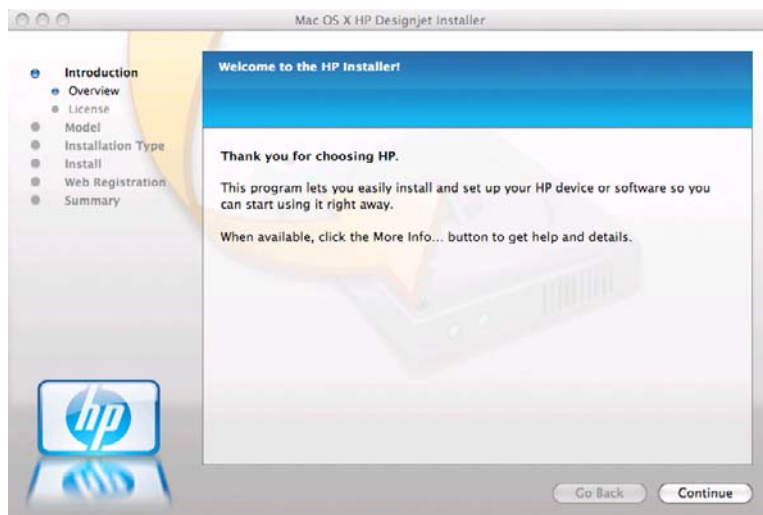 Mac OS X HP Designjet Installer
Introduction
Overview
License
Model
Installation Type
Install
Web Registration
Summary
Welcome to the HP Installer!
Thank you for choosing HP.
This program lets you easily install and set up your HP device or software so you
can start using it right away.
When available, click the More Info... button to get help and details.
hp
Go Back
Continue